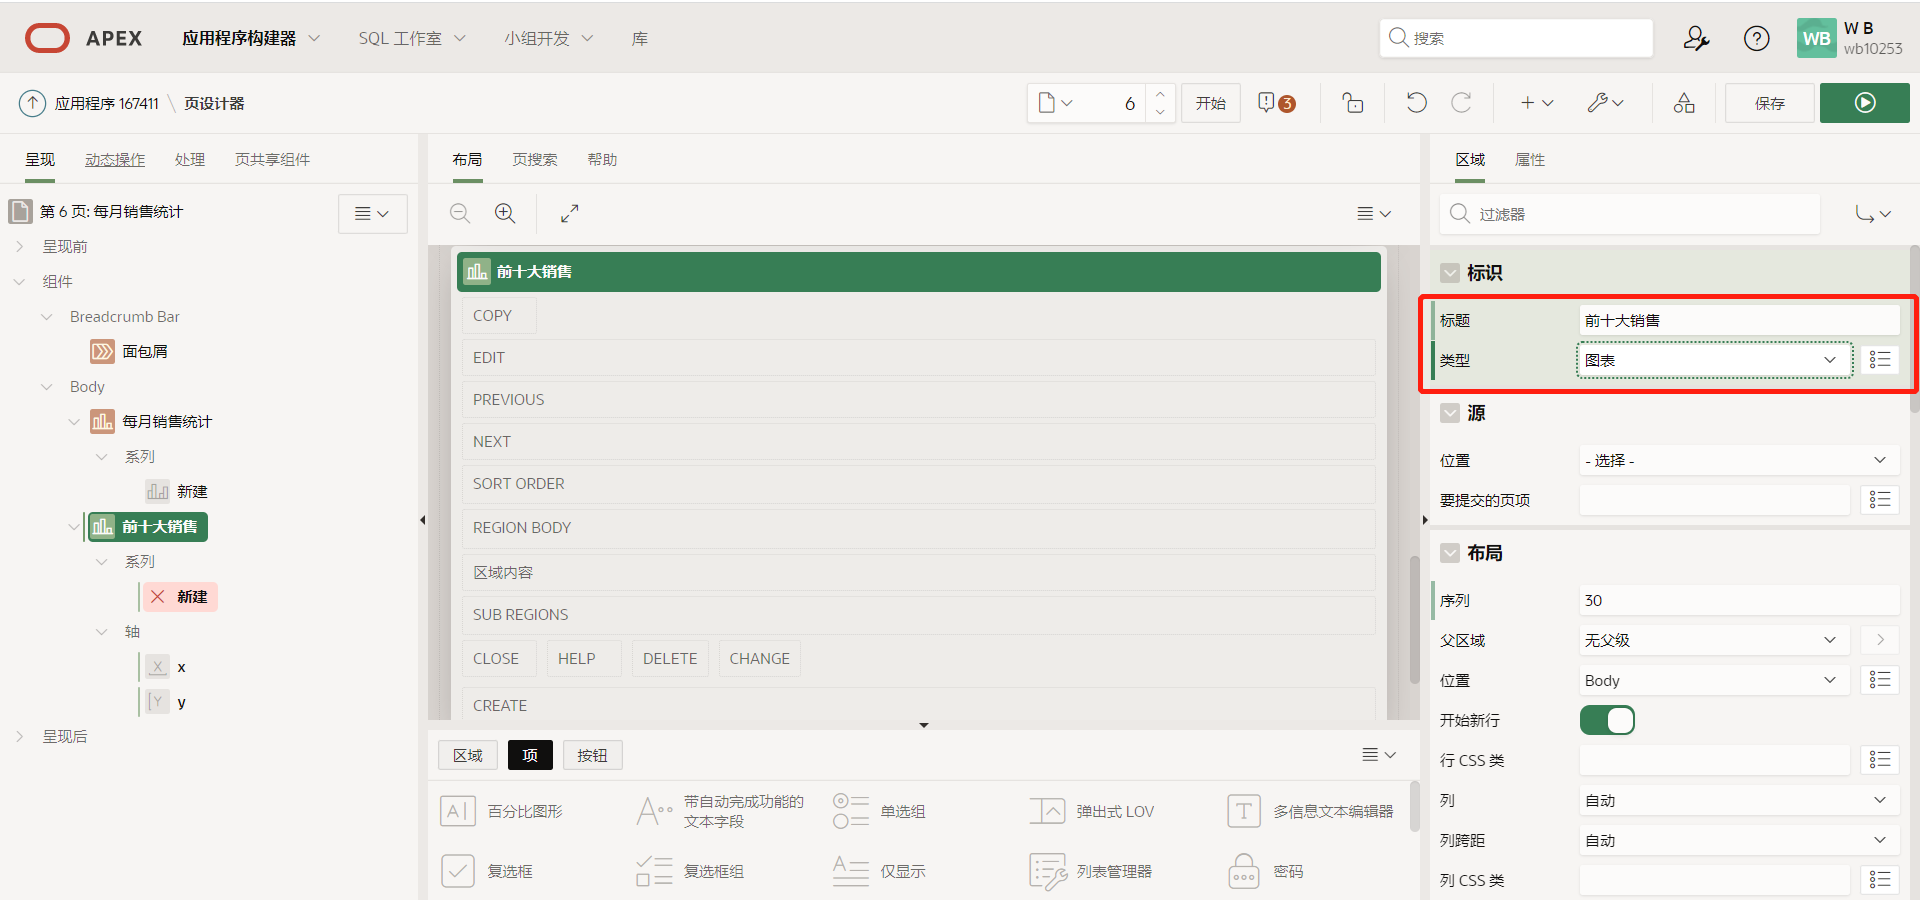 APEX
应用程序构建器
SQL 工作室
小组开发
库
搜索
WB
W B
wb10253
应用程序 167411 \ 页设计器
6
开始
3
保存
呈现
动态操作
处理
页共享组件
第 6 页: 每月销售统计
呈现前
组件
Breadcrumb Bar
面包屑
Body
每月销售统计
系列
新建
前十大销售
系列
新建
轴
x
y
呈现后
布局
页搜索
帮助
前十大销售
COPY
EDIT
PREVIOUS
NEXT
SORT ORDER
REGION BODY
区域内容
SUB REGIONS
CLOSE
HELP
DELETE
CHANGE
CREATE
区域
项
按钮
百分比图形
带自动完成功能的
文本字段
单选组
弹出式 LOV
多信息文本编辑器
复选框
复选框组
仅显示
列表管理器
密码
区域
属性
过滤器
标识
标题
前十大销售
类型
图表
源
位置
- 选择 -
要提交的页项
布局
序列
30
父区域
无父级
位置
Body
开始新行
行 CSS 类
列
自动
列跨距
自动
列 CSS 类